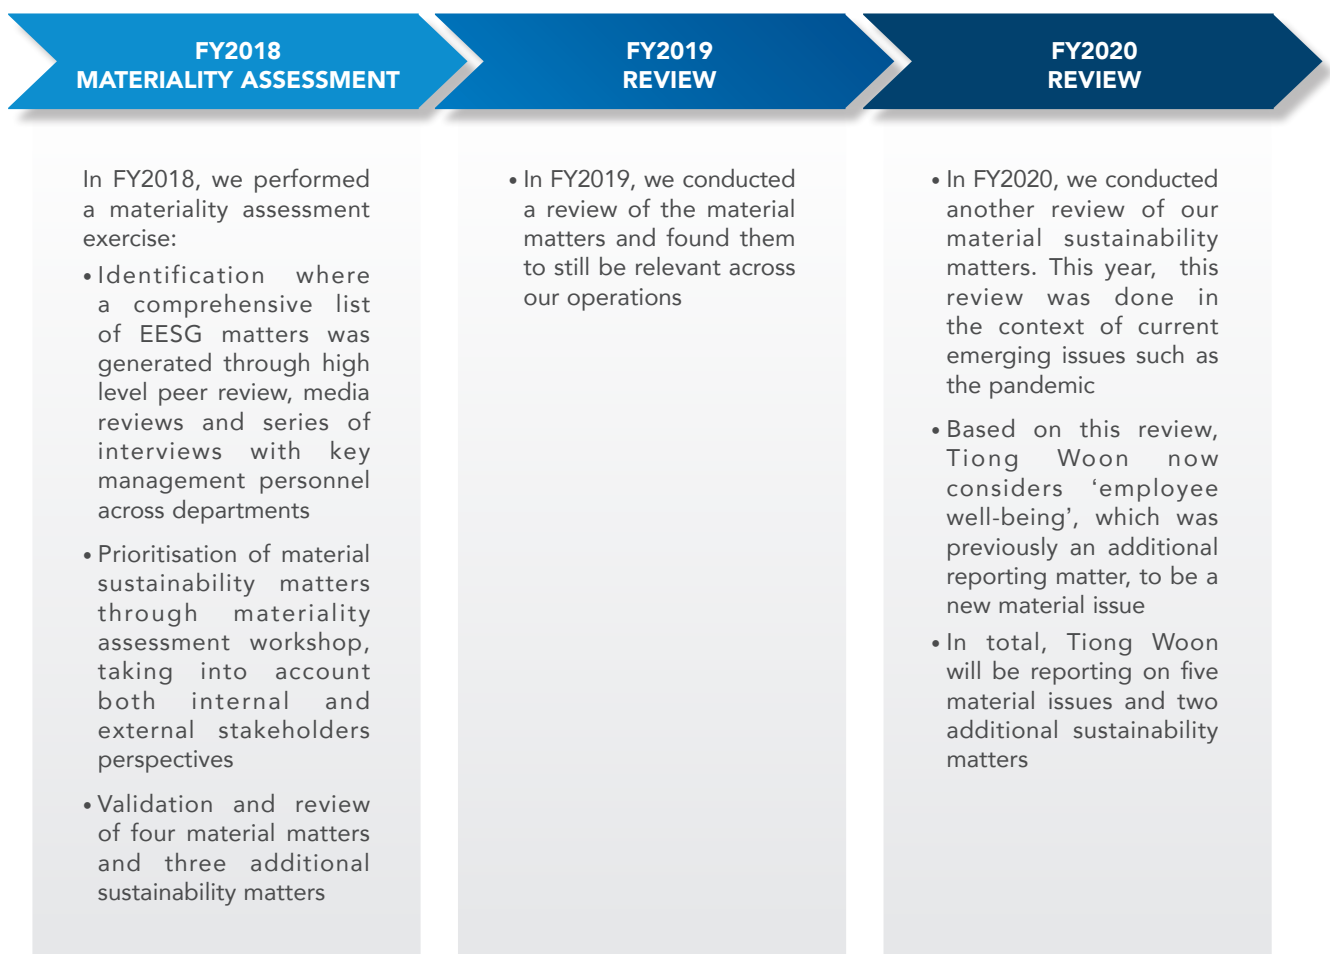 FY2018
MATERIALITY ASSESSMENT
In FY2018, we performed
a materiality assessment
exercise:
• Identification where
a comprehensive list
of EESG matters was
generated through high
level peer review, media
reviews and series of
interviews with key
management personnel
across departments
• Prioritisation of material
sustainability matters
through materiality
assessment workshop,
taking into account
both internal and
external stakeholders
perspectives
• Validation and review
of four material matters
and three additional
sustainability matters
FY2019
REVIEW
• In FY2019, we conducted
a review of the material
matters and found them
to still be relevant across
our operations
FY2020
REVIEW
• In FY2020, we conducted
another review of our
material sustainability
matters. This year, this
review was done in
the context of current
emerging issues such as
the pandemic
• Based on this review,
Tiong Woon now
considers ‘employee
well-being’, which was
previously an additional
reporting matter, to be a
new material issue
• In total, Tiong Woon
will be reporting on five
material issues and two
additional sustainability
matters